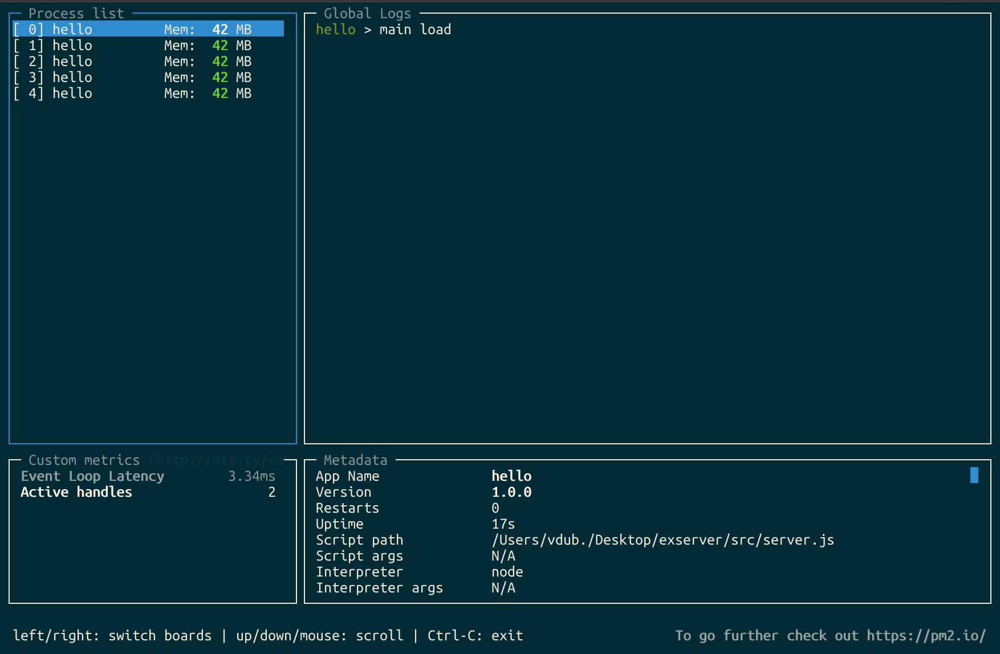 Process list
[ 0] hello Mem: 42 MB
[ 1] hello Mem: 42 MB
[ 2] hello Mem: 42 MB
[ 3] hello Mem: 42 MB
[ 4] hello Mem: 42 MB
Global Logs
hello > main load
Custom metrics (http://bit.ly/co
Event Loop Latency 3.34ms
Active handles 2
Metadata
App Name hello
Version 1.0.0
Restarts 0
Uptime 17s
Script path /Users/vdub./Desktop/exserver/src/server.js
Script args N/A
Interpreter node
Interpreter args N/A
left/right: switch boards | up/down/mouse: scroll | Ctrl-C: exit
To go further check out https://pm2.io/